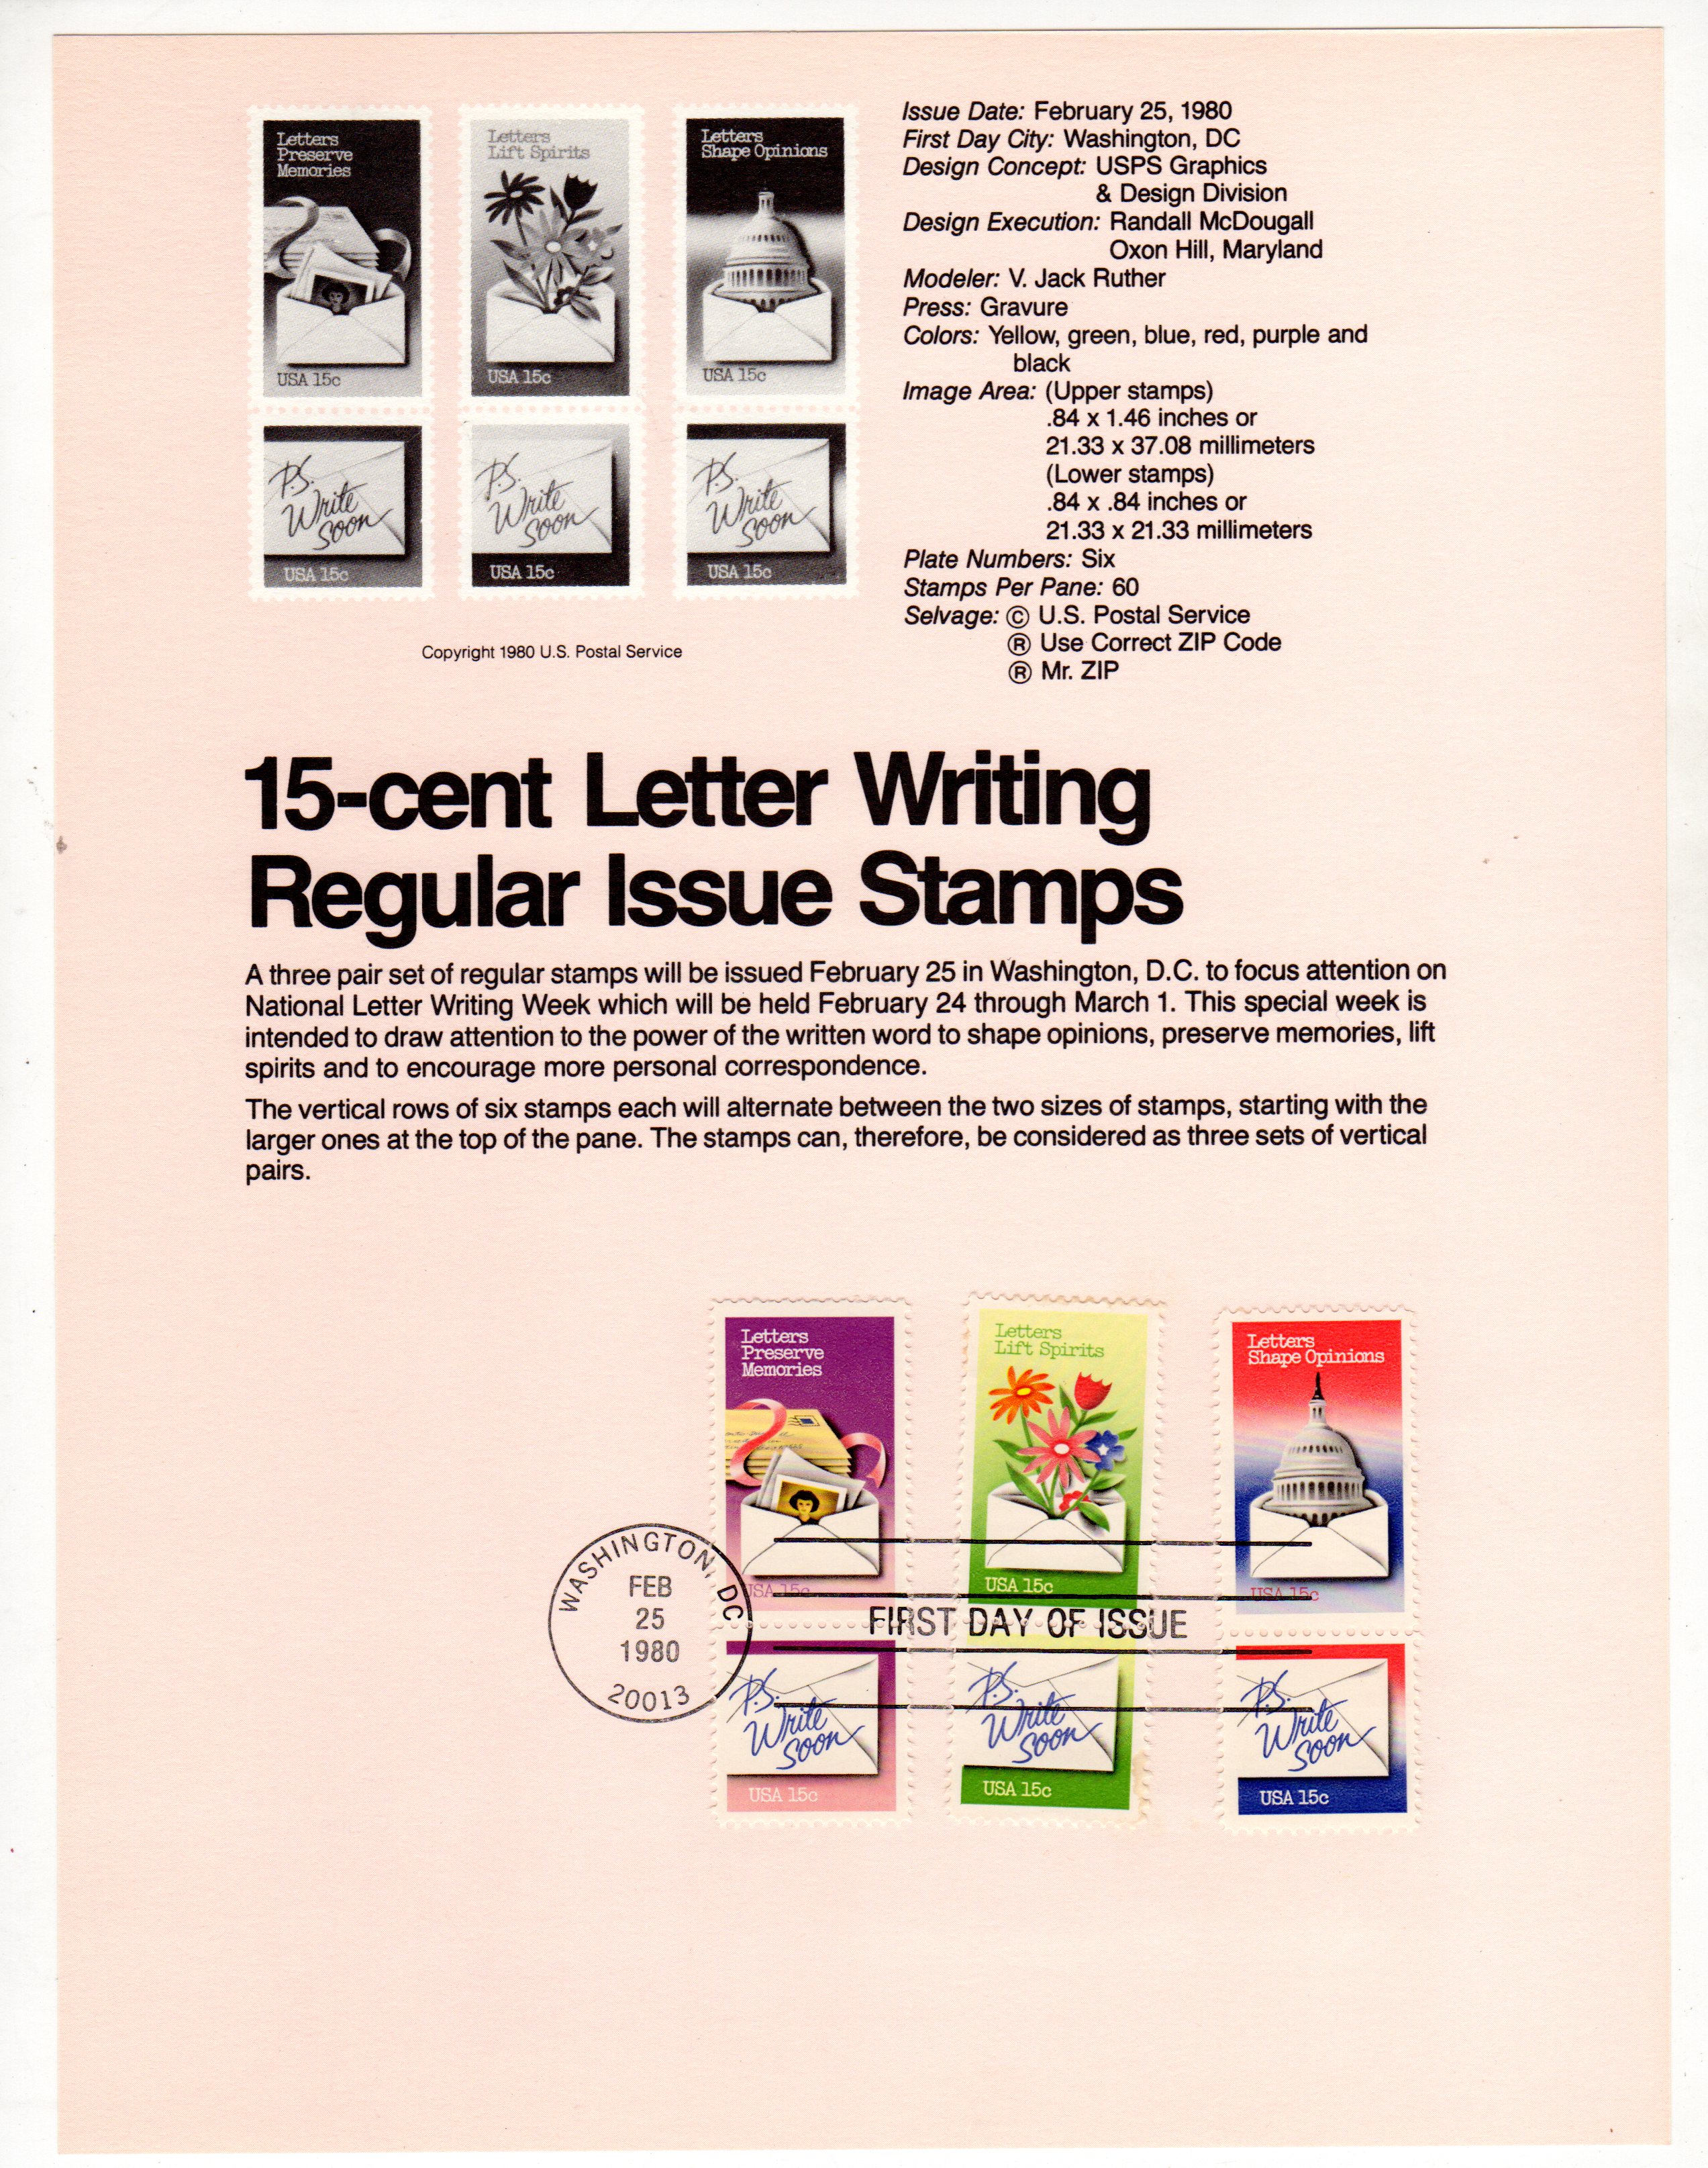 Letters
Preserve
Memories
USA 15c
Letters
Lift Spirits
USA 15c
Letters
Shape Opinions
USA 15c
P.S.
Write
Soon
USA 15c
P.S.
Write
Soon
USA 15c
P.S.
Write
Soon
USA 15c
Copyright 1980 U.S. Postal Service
Issue Date: February 25, 1980
First Day City: Washington, DC
Design Concept: USPS Graphics
& Design Division
Design Execution: Randall McDougall
Oxon Hill, Maryland
Modeler: V. Jack Ruther
Press: Gravure
Colors: Yellow, green, blue, red, purple and
black
Image Area: (Upper stamps)
.84 x 1.46 inches or
21.33 x 37.08 millimeters
(Lower stamps)
.84 x .84 inches or
21.33 x 21.33 millimeters
Plate Numbers: Six
Stamps Per Pane: 60
Selvage: © U.S. Postal Service
® Use Correct ZIP Code
® Mr. ZIP
15-cent Letter Writing
Regular Issue Stamps
A three pair set of regular stamps will be issued February 25 in Washington, D.C. to focus attention on
National Letter Writing Week which will be held February 24 through March 1. This special week is
intended to draw attention to the power of the written word to shape opinions, preserve memories, lift
spirits and to encourage more personal correspondence.
The vertical rows of six stamps each will alternate between the two sizes of stamps, starting with the
larger ones at the top of the pane. The stamps can, therefore, be considered as three sets of vertical
pairs.
Letters
Preserve
Memories
USA 15c
Letters
Lift Spirits
USA 15c
Letters
Shape Opinions
USA 15c
WASHINGTON, DC
FEB
25
1980
20013
FIRST DAY OF ISSUE
P.S.
Write
Soon
USA 15c
P.S.
Write
Soon
USA 15c
P.S.
Write
Soon
USA 15c